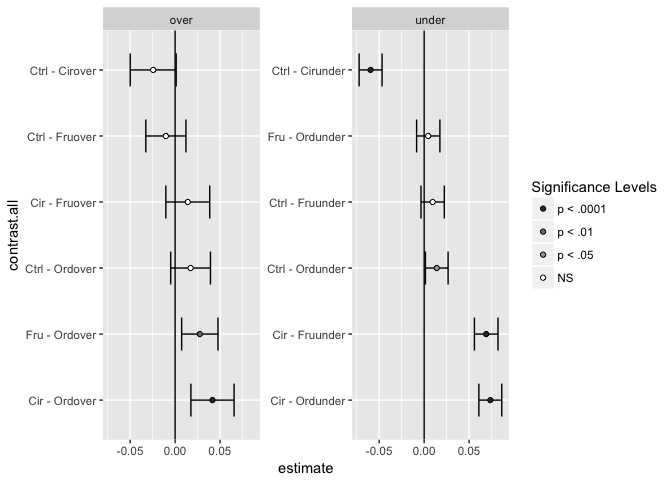 over
under
Ctrl - Cirover
Ctrl - Fruover
Cir - Fruover
Ctrl - Ordover
Fru - Ordover
Cir - Ordover
Ctrl - Cirunder
Fru - Ordunder
Ctrl - Fruunder
Ctrl - Ordunder
Cir - Fruunder
Cir - Ordunder
contrast.all
-0.05 0.00 0.05
-0.05 0.00 0.05
estimate
Significance Levels
p < .0001
p < .01
p < .05
NS